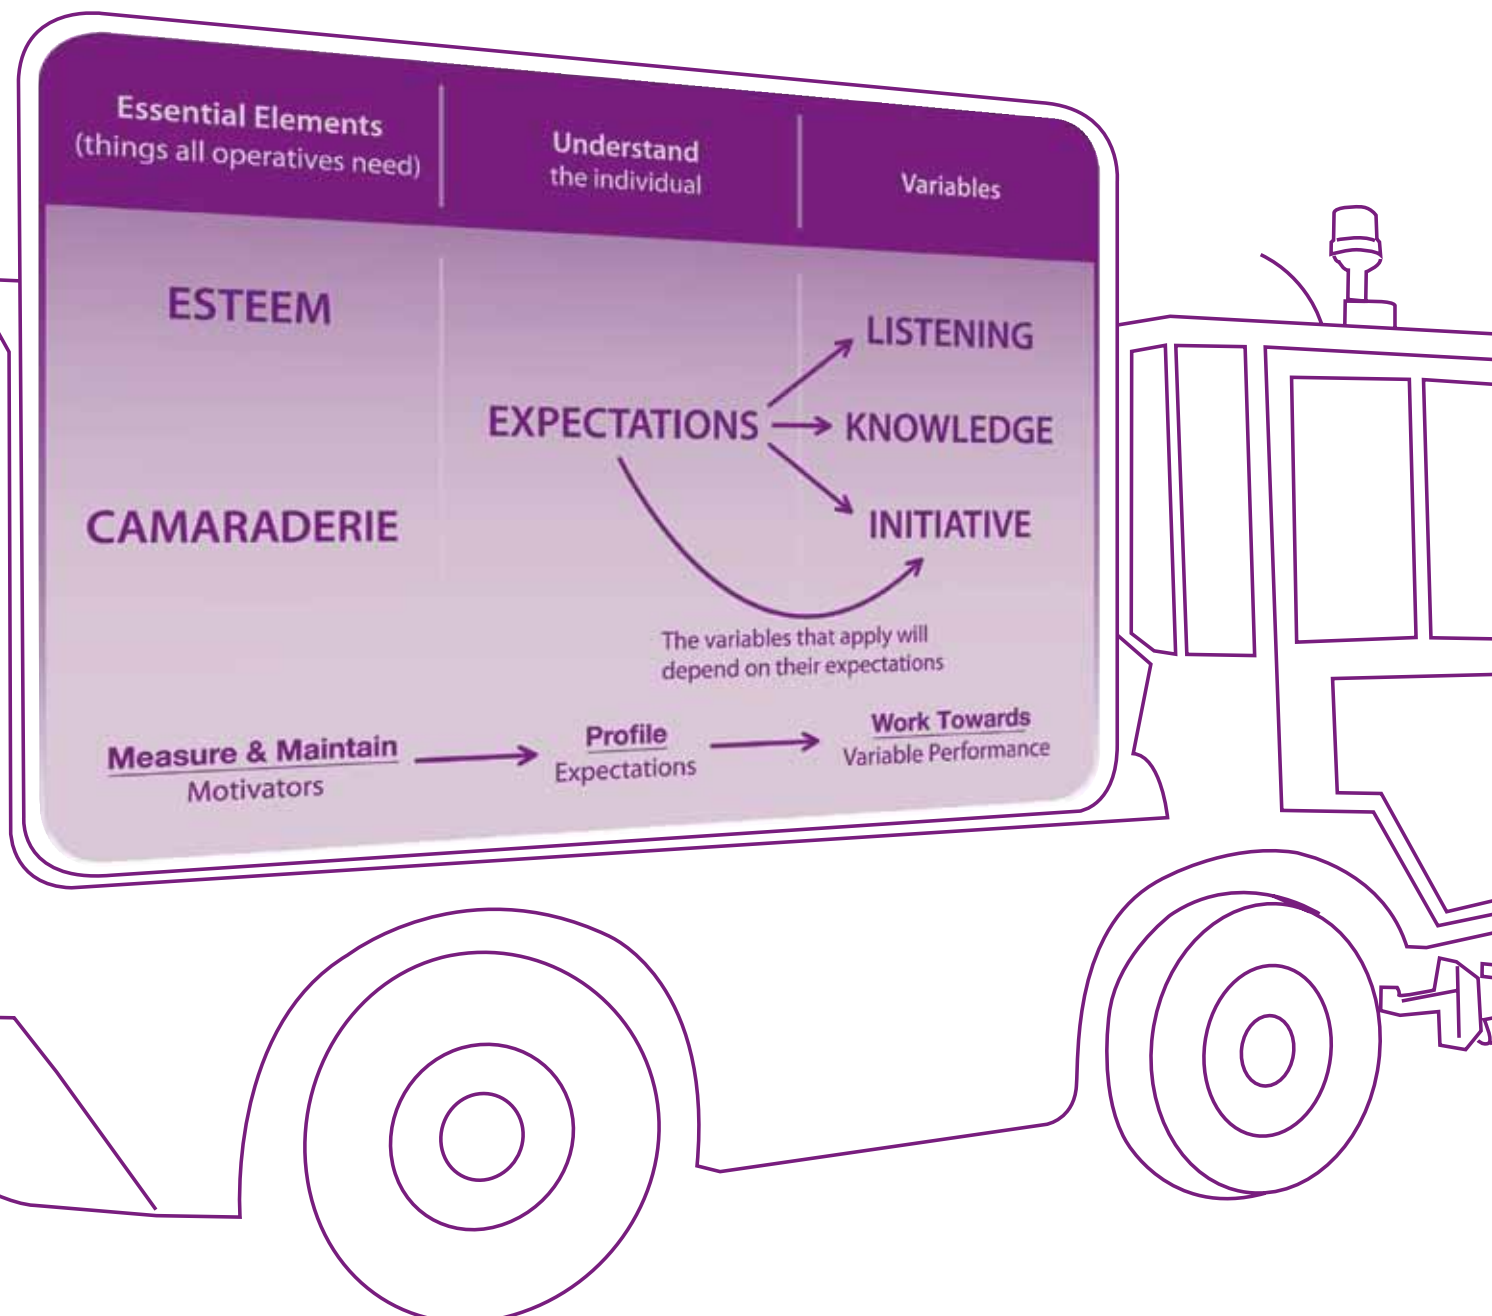 Essential Elements
(things all operatives need)
Understand
the individual
Variables
ESTEEM
CAMARADERIE
EXPECTATIONS
LISTENING
KNOWLEDGE
INITIATIVE
The variables that apply will
depend on their expectations
Measure & Maintain
Motivators
Profile
Expectations
Work Towards
Variable Performance